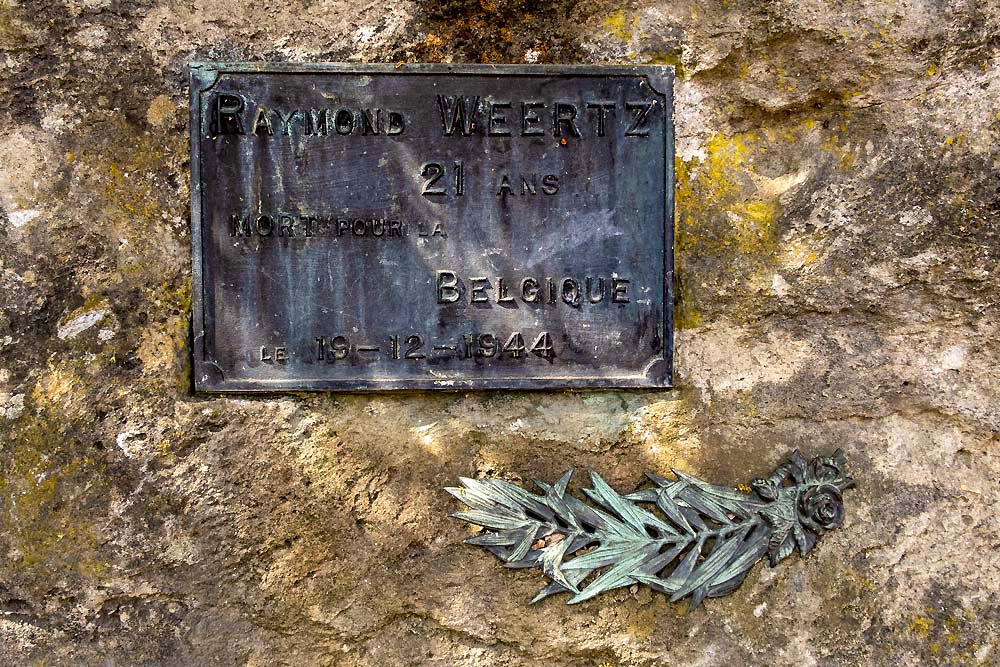 RAYMOND WEERTZ
21 ANS
MORT POUR LA
BELGIQUE
LE 19-12-1944